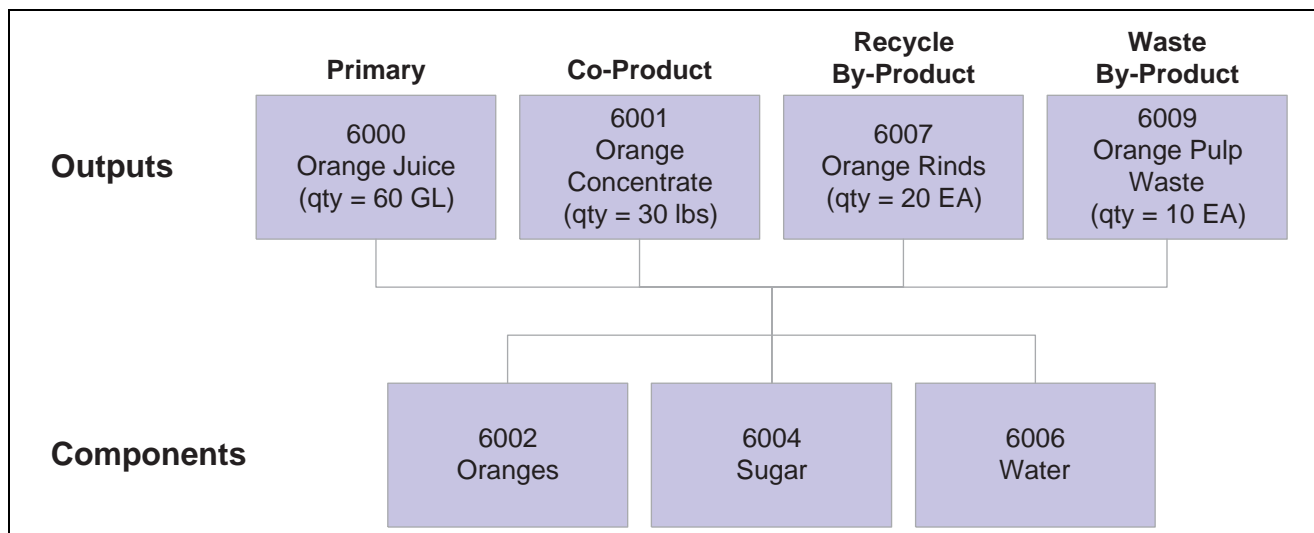 Primary
Co-Product
Recycle
By-Product
Waste
By-Product
Outputs
6000
Orange Juice
(qty = 60 GL)
6001
Orange
Concentrate
(qty = 30 lbs)
6007
Orange Rinds
(qty = 20 EA)
6009
Orange Pulp
Waste
(qty = 10 EA)
Components
6002
Oranges
6004
Sugar
6006
Water